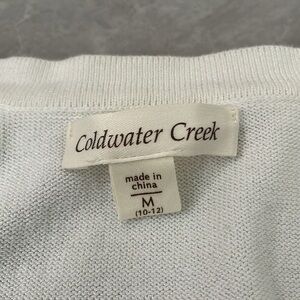 Coldwater Creek
made in
china
M
(10-12)